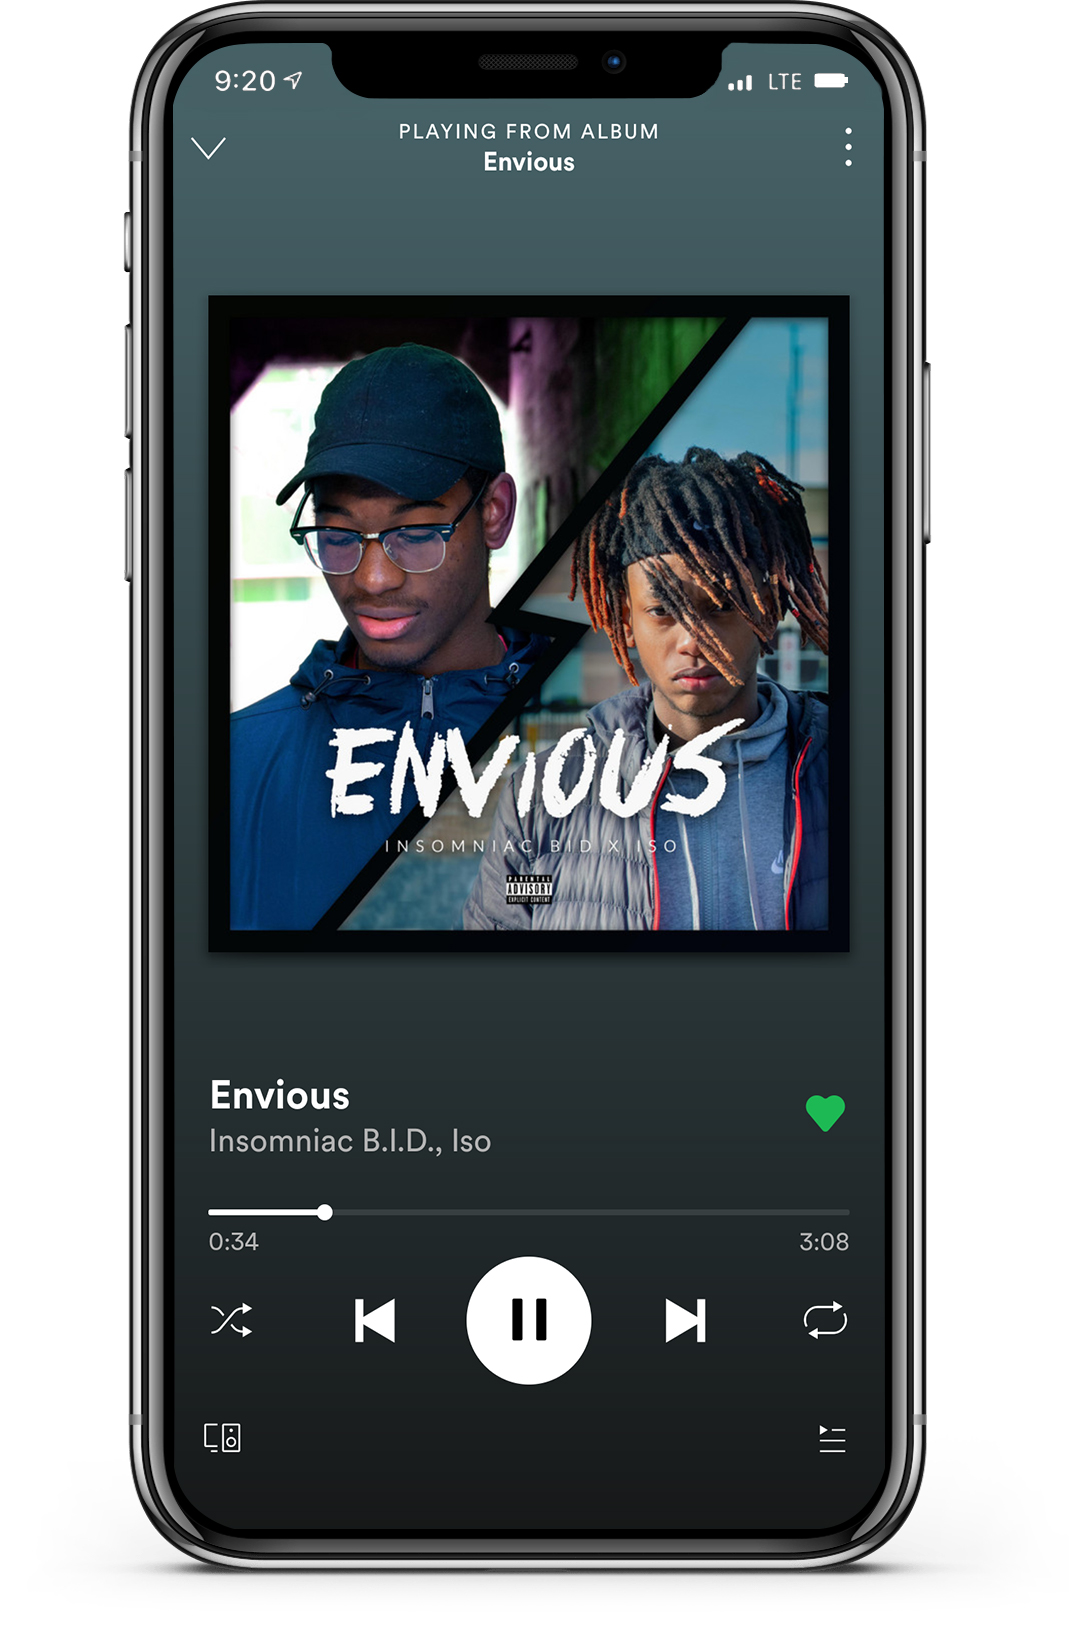 9:20
LTE
PLAYING FROM ALBUM
Envious
ENVIOUS
INSOMNIAC BID X ISO
PARENTAL
ADVISORY
EXPLICIT CONTENT
Envious
Insomniac B.I.D., Iso
0:34
3:08